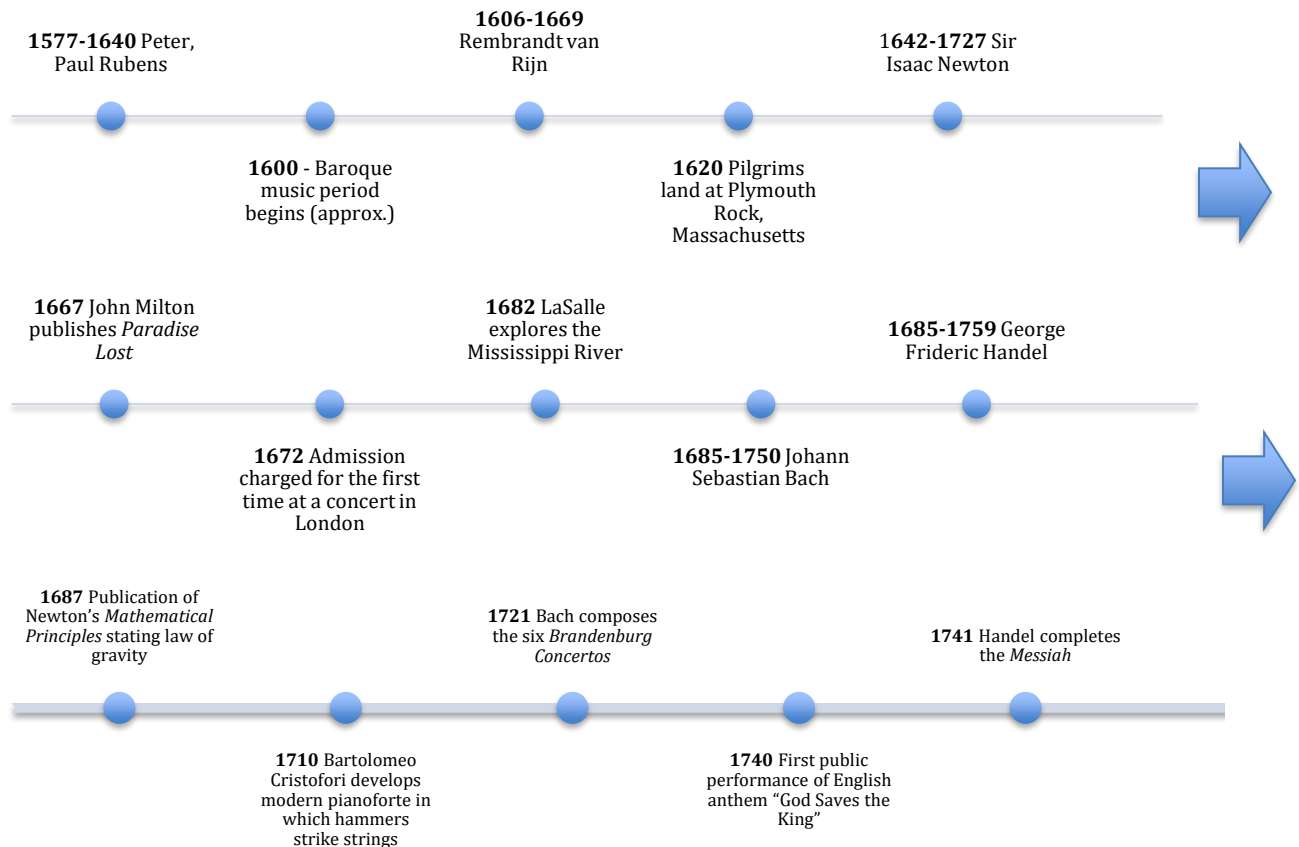 1577-1640 Peter,
Paul Rubens
1600 - Baroque
music period
begins (approx.)
1606-1669
Rembrandt van
Rijn
1620 Pilgrims
land at Plymouth
Rock,
Massachusetts
1642-1727 Sir
Isaac Newton
1667 John Milton
publishes Paradise
Lost
1672 Admission
charged for the first
time at a concert in
London
1682 LaSalle
explores the
Mississippi River
1685-1750 Johann
Sebastian Bach
1685-1759 George
Frideric Handel
1687 Publication of
Newton’s Mathematical
Principles stating law of
gravity
1710 Bartolomeo
Cristofori develops
modern pianoforte in
which hammers
strike strings
1721 Bach composes
the six Brandenburg
Concertos
1740 First public
performance of English
anthem “God Saves the
King”
1741 Handel completes
the Messiah